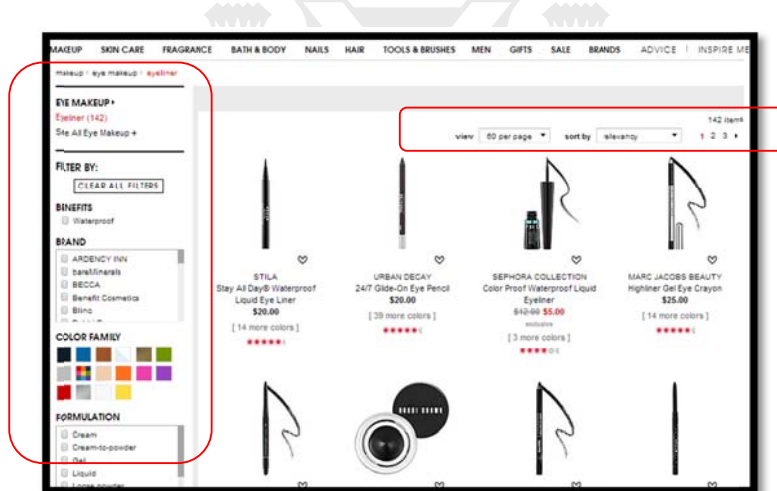 MAKEUP SKIN CARE FRAGRANCE BATH & BODY NAILS HAIR TOOLS & BRUSHES MEN GIFTS SALE BRANDS ADVICE INSPIRE ME
makeup eye makeup eyeliner
EYE MAKEUP
Eyeliner (142)
See All Eye Makeup +
142 items
view 60 per page sort by relevancy 1 2 3
FILTER BY:
CLEAR ALL FILTERS
BENEFITS
Waterproof
BRAND
ARDENCY INN
bareMinerals
BECCA
Benefit Cosmetics
Blinc
COLOR FAMILY
FORMULATION
Cream
Cream-to-powder
Gel
Liquid
Loose powder
STILA
Stay All Day® Waterproof
Liquid Eye Liner
$20.00
[ 14 more colors ]
URBAN DECAY
24/7 Glide-On Eye Pencil
$20.00
[ 39 more colors ]
SEPHORA COLLECTION
Color Proof Waterproof Liquid
Eyeliner
$12.00 $5.00
exclusive
[ 3 more colors ]
MARC JACOBS BEAUTY
Highliner Gel Eye Crayon
$25.00
[ 14 more colors ]
BOBBI BROWN